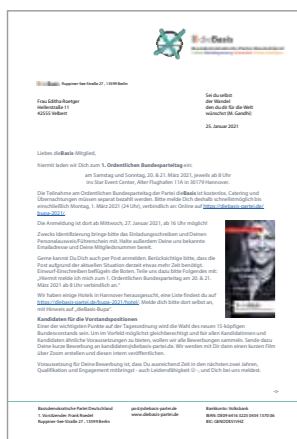 dieBasis
Basisdemokratische Partei Deutschland
Ruppiner-See-Straße 27 , 13599 Berlin
Frau Editha Roetger
Hellerstraße 11
42555 Velbert
Sei du selbst
der Wandel
den du dir für die Welt
wünschst (M. Gandhi)
25. Januar 2021
Liebes dieBasis-Mitglied,
hiermit laden wir Dich zum 1. Ordentlichen Bundesparteitag ein:
am Samstag und Sonntag, 20. & 21. März 2021, jeweils ab 8 Uhr
ins Star Event Center, Alter Flughafen 11A in 30179 Hannover.
Die Teilnahme am Ordentlichen Bundesparteitag der Partei dieBasis ist kostenlos, Catering und
Übernachtungen müssen separat bezahlt werden. Bitte melde Dich deshalb schnellstmöglich bis
einschließlich Montag, 1. März 2021 (24 Uhr), verbindlich an: Online auf https://diebasis-partei.de/
bupa-2021/
Die Anmeldung ist dort ab Mittwoch, 27. Januar 2021, ab 16 Uhr möglich!
Zwecks Identifizierung bringe bitte das Einladungsschreiben und Deinen
Personalausweis/Führerschein mit. Halte außerdem Deine uns bekannte
Emailadresse und Deine Mitgliedsnummer bereit.
Gerne kannst Du Dich auch per Post anmelden. Berücksichtige bitte, dass die
Post aufgrund der aktuellen Situation derzeit etwas mehr Zeit benötigt.
Einwurf-Einschreiben beflügeln die Boten. Teile uns dazu bitte Folgendes mit:
„Hiermit melde ich mich zum 1. Ordentlichen Bundesparteitag am 20. & 21.
März 2021 ab 8 Uhr verbindlich an.“
Wir haben einige Hotels in Hannover herausgesucht, eine Liste findest du auf
https://diebasis-partei.de/bupa-2021/hotel/. Melde dich bitte dort selbst an,
mit Hinweis auf „dieBasis-Bupa“.
Kandidaten für die Vorstandspositionen
Einer der wichtigsten Punkte auf der Tagesordnung wird die Wahl des neuen 15-köpfigen
Bundesvorstands sein. Um im Vorfeld möglichst gleichberechtigt und für allen Kandidatinnen und
Kandidaten ähnliche Voraussetzungen zu bieten, wollen wir alle Bewerbungen sammeln. Sende dazu
Deine kurze Bewerbung an kandidaten@diebasis-partei.de. Wir werden mit Dir dann einen kurzen Film
über Zoom erstellen und diesen intern veröffentlichen.
Voraussetzung für Deine Bewerbung ist, dass Du ausreichend Zeit in den nächsten zwei Jahren,
Qualifikation und Engagement mitbringst - auch Leidensfähigkeit ☺ -, und Dich bei uns meldest.
->
Basisdemokratische Partei Deutschland
1. Vorsitzender: Frank Roedel
Ruppiner-See-Straße 27 , 13599 Berlin
post@diebasis-partei.de
www.diebasis-partei.de
Bankkonto: Volksbank